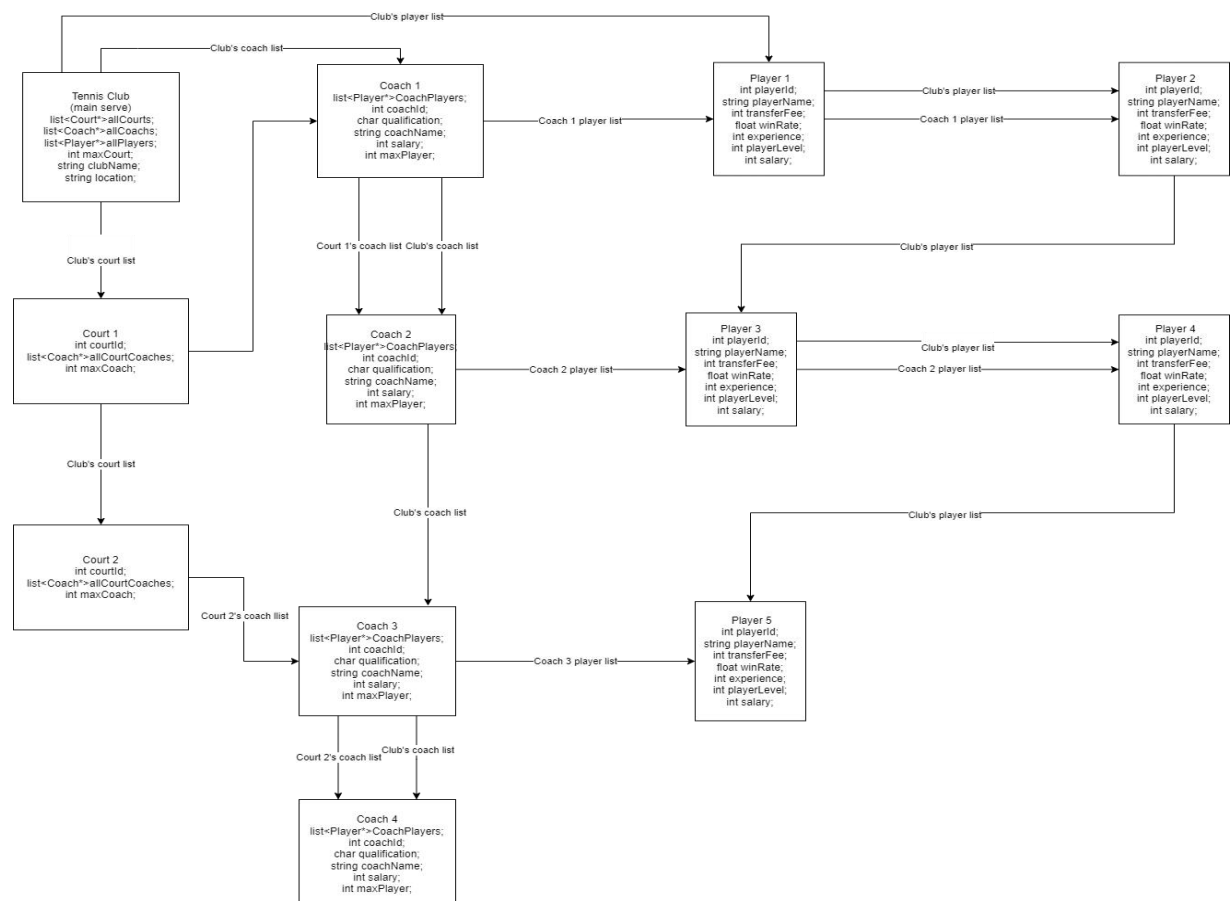 Club's player list
Club's coach list
Tennis Club
(main serve)
list<Court*>allCourts;
list<Coach*>allCoachs;
list<Player*>allPlayers;
int maxCourt;
string clubName;
string location;
Coach 1
list<Player*>CoachPlayers;
int coachId;
char qualification;
string coachName;
int salary;
int maxPlayer;
Coach 1 player list
Player 1
int playerId;
string playerName;
int transferFee;
float winRate;
int experience;
int playerLevel;
int salary;
Club's player list
Coach 1 player list
Player 2
int playerId;
string playerName;
int transferFee;
float winRate;
int experience;
int playerLevel;
int salary;
Club's court list
Court 1's coach list
Club's coach list
Club's player list
Court 1
int courtId;
list<Coach*>allCourtCoaches;
int maxCoach;
Coach 2
list<Player*>CoachPlayers;
int coachId;
char qualification;
string coachName;
int salary;
int maxPlayer;
Coach 2 player list
Player 3
int playerId;
string playerName;
int transferFee;
float winRate;
int experience;
int playerLevel;
int salary;
Club's player list
Coach 2 player list
Player 4
int playerId;
string playerName;
int transferFee;
float winRate;
int experience;
int playerLevel;
int salary;
Club's court list
Club's coach list
Club's player list
Court 2
int courtId;
list<Coach*>allCourtCoaches;
int maxCoach;
Court 2's coach llist
Coach 3
list<Player*>CoachPlayers;
int coachId;
char qualification;
string coachName;
int salary;
int maxPlayer;
Coach 3 player list
Player 5
int playerId;
string playerName;
int transferFee;
float winRate;
int experience;
int playerLevel;
int salary;
Court 2's coach list
Club's coach list
Coach 4
list<Player*>CoachPlayers;
int coachId;
char qualification;
string coachName;
int salary;
int maxPlayer;